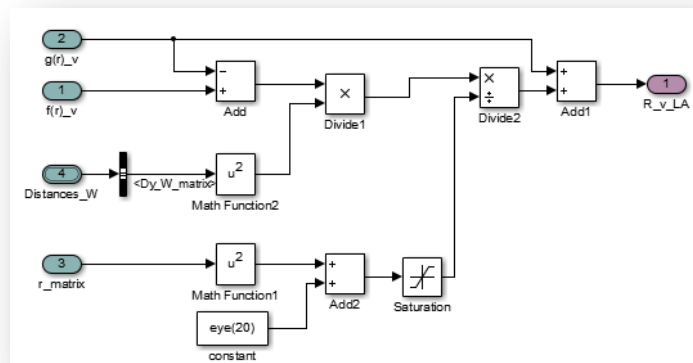 2
g(r)_v
1
f(r)_v
−
+
Add
×
Divide1
×
÷
Divide2
+
+
Add1
1
R_v_LA
4
Distances_W
<Dy_W_matrix>
u²
Math Function2
3
r_matrix
u²
Math Function1
+
+
Add2
Saturation
eye(20)
constant